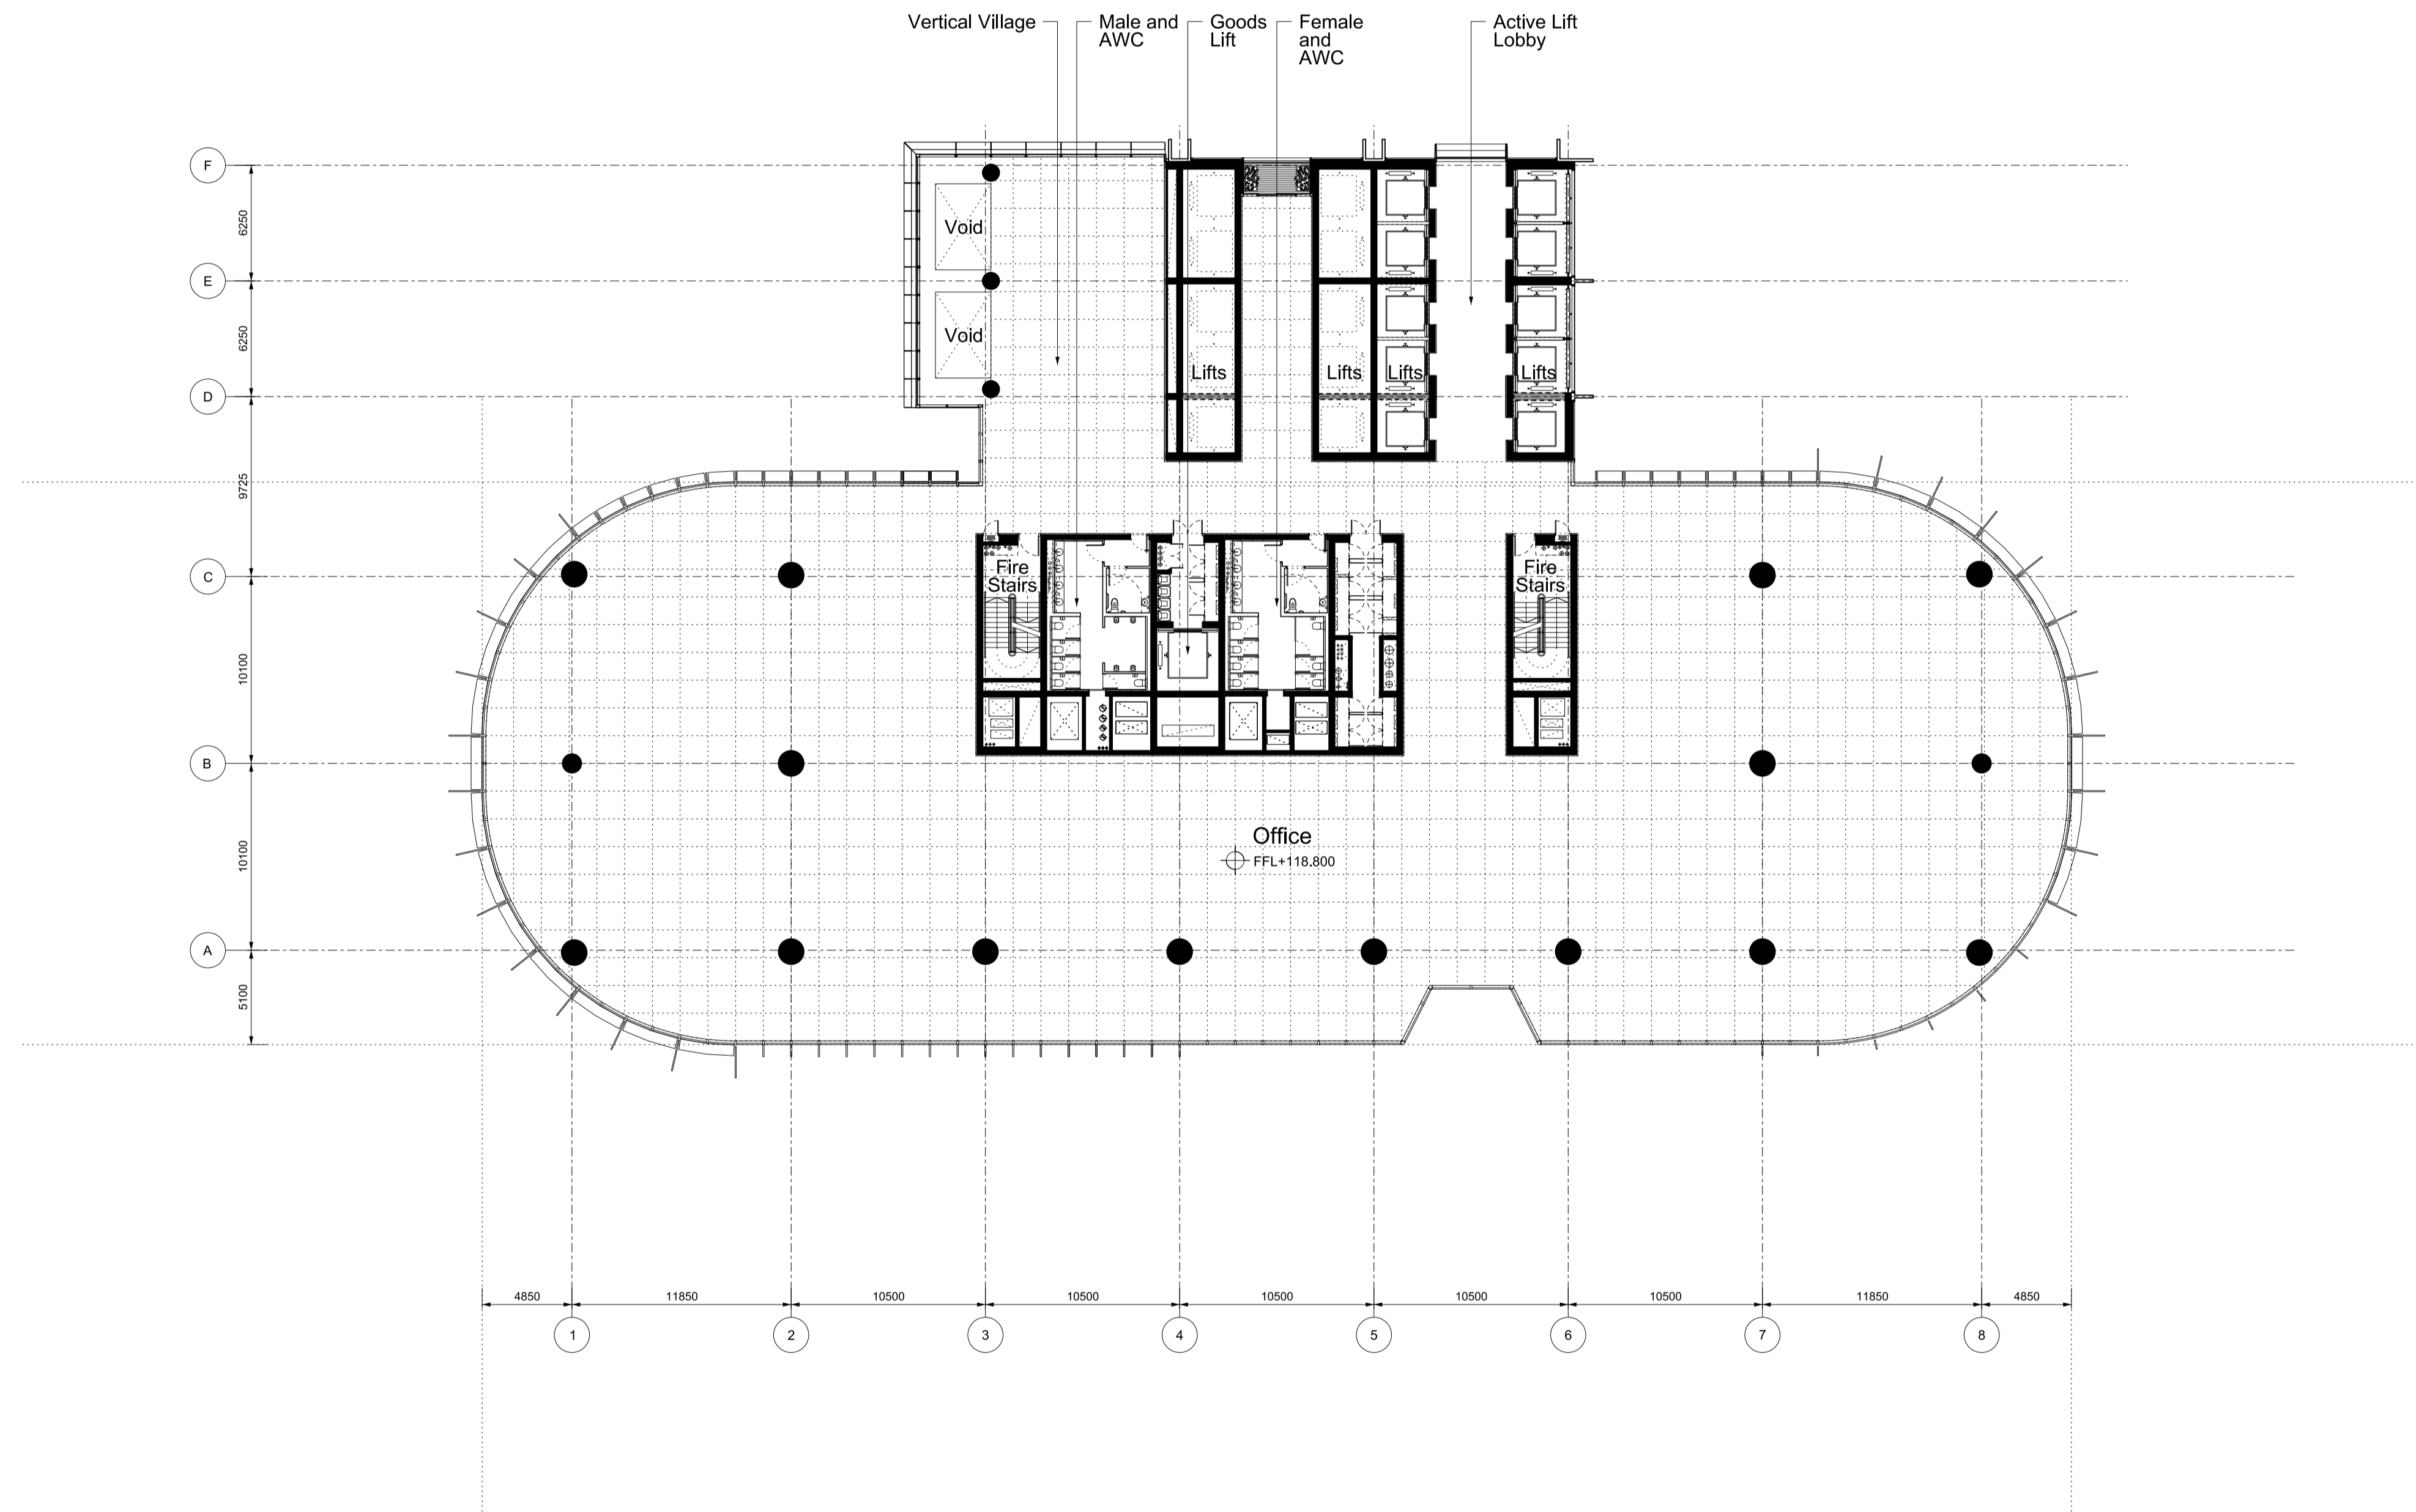 Vertical Village
Male and
AWC
Goods
Lift
Female
and
AWC
Active Lift
Lobby
F
6250
Void
E
6250
Void
Lifts
Lifts
Lifts
Lifts
D
9725
C
Fire
Stairs
Fire
Stairs
10100
B
10100
Office
FFL+118.800
A
5100
4850
11850
10500
10500
10500
10500
10500
11850
4850
1
2
3
4
5
6
7
8